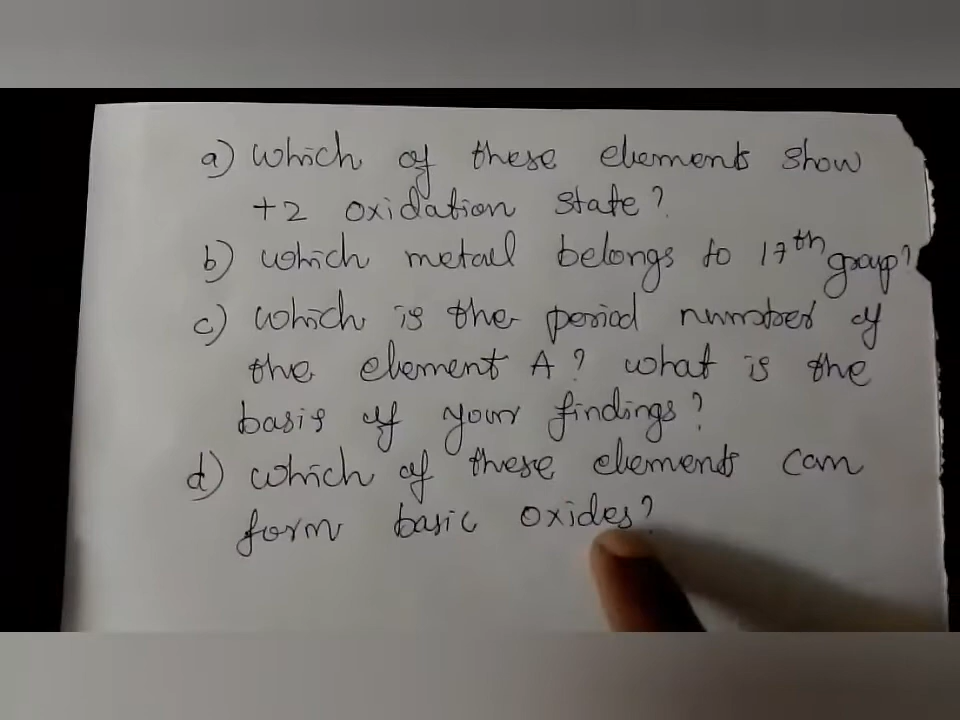 a) Which of these elements show
+2 oxidation state?
b) which metal belongs to 17th group?
c) which is the period number of
the element A? what is the
basis of your findings?
d) which of these elements can
form basic oxides?